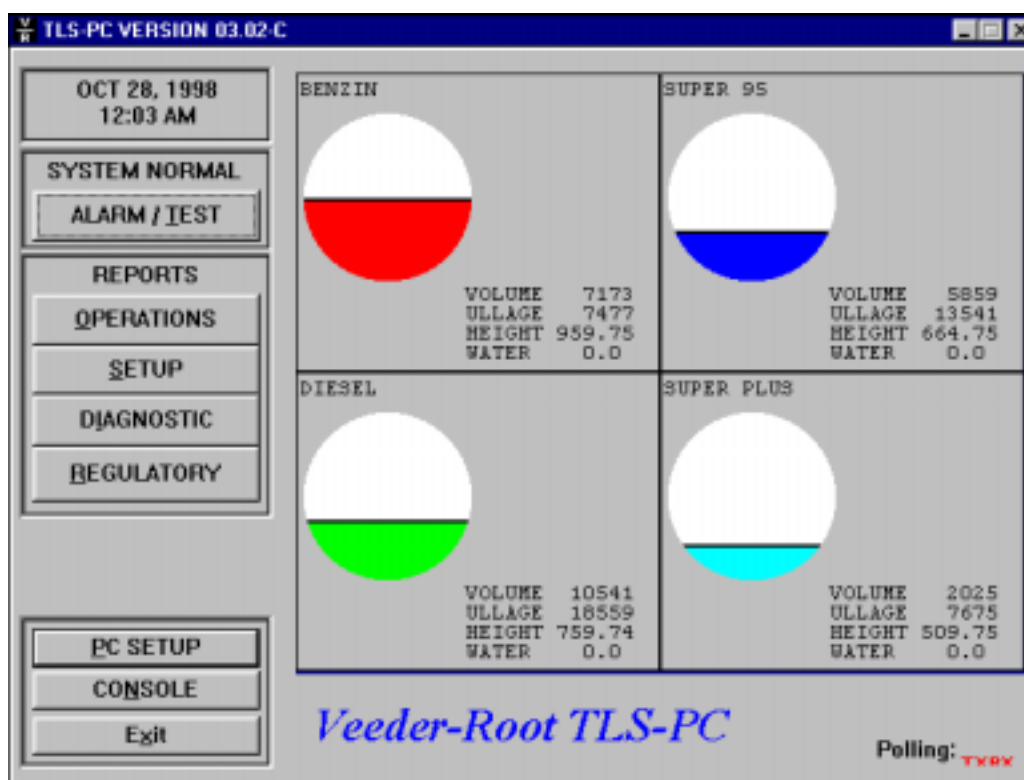 TLS-PC VERSION 03.02-C
OCT 28, 1998
12:03 AM
SYSTEM NORMAL
ALARM / TEST
REPORTS
OPERATIONS
SETUP
DIAGNOSTIC
REGULATORY
PC SETUP
CONSOLE
Exit
BENZIN
VOLUME 7173
ULLAGE 7477
HEIGHT 959.75
WATER 0.0
SUPER 95
VOLUME 5859
ULLAGE 13541
HEIGHT 664.75
WATER 0.0
DIESEL
VOLUME 10541
ULLAGE 18559
HEIGHT 759.74
WATER 0.0
SUPER PLUS
VOLUME 2025
ULLAGE 7675
HEIGHT 509.75
WATER 0.0
Veeder-Root TLS-PC
Polling: TXRX